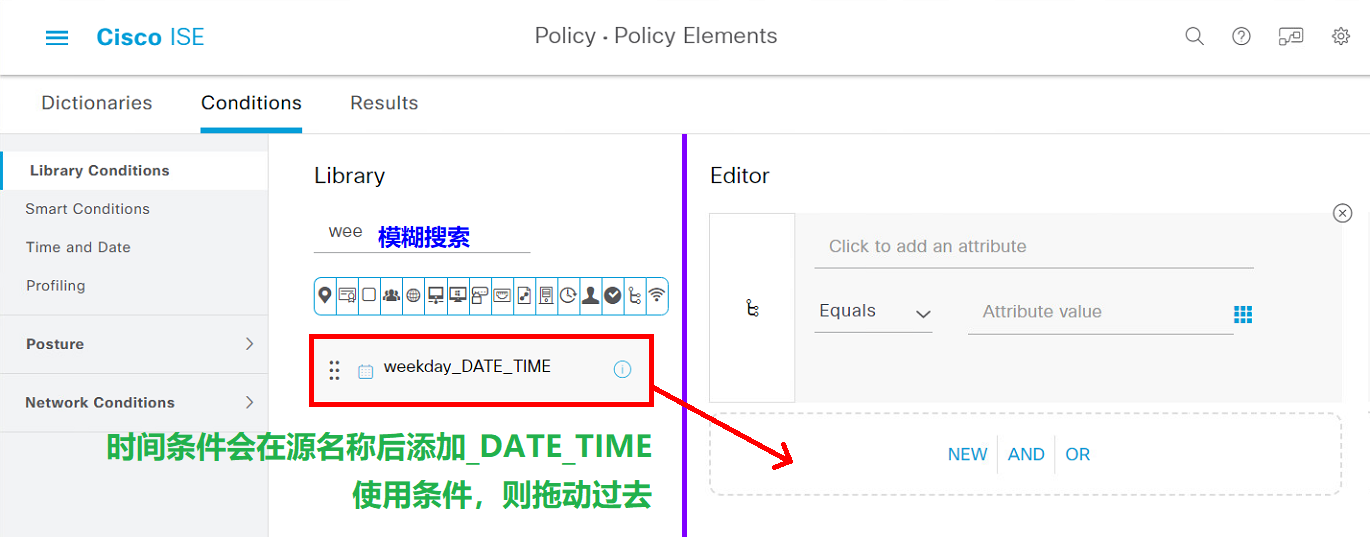 Cisco ISE
Policy · Policy Elements
Dictionaries
Conditions
Results
Library Conditions
Smart Conditions
Time and Date
Profiling
Posture
Network Conditions
Library
wee
模糊搜索
weekday_DATE_TIME
时间条件会在源名称后添加_DATE_TIME
使用条件，则拖动过去
Editor
Click to add an attribute
Equals
Attribute value
NEW
AND
OR